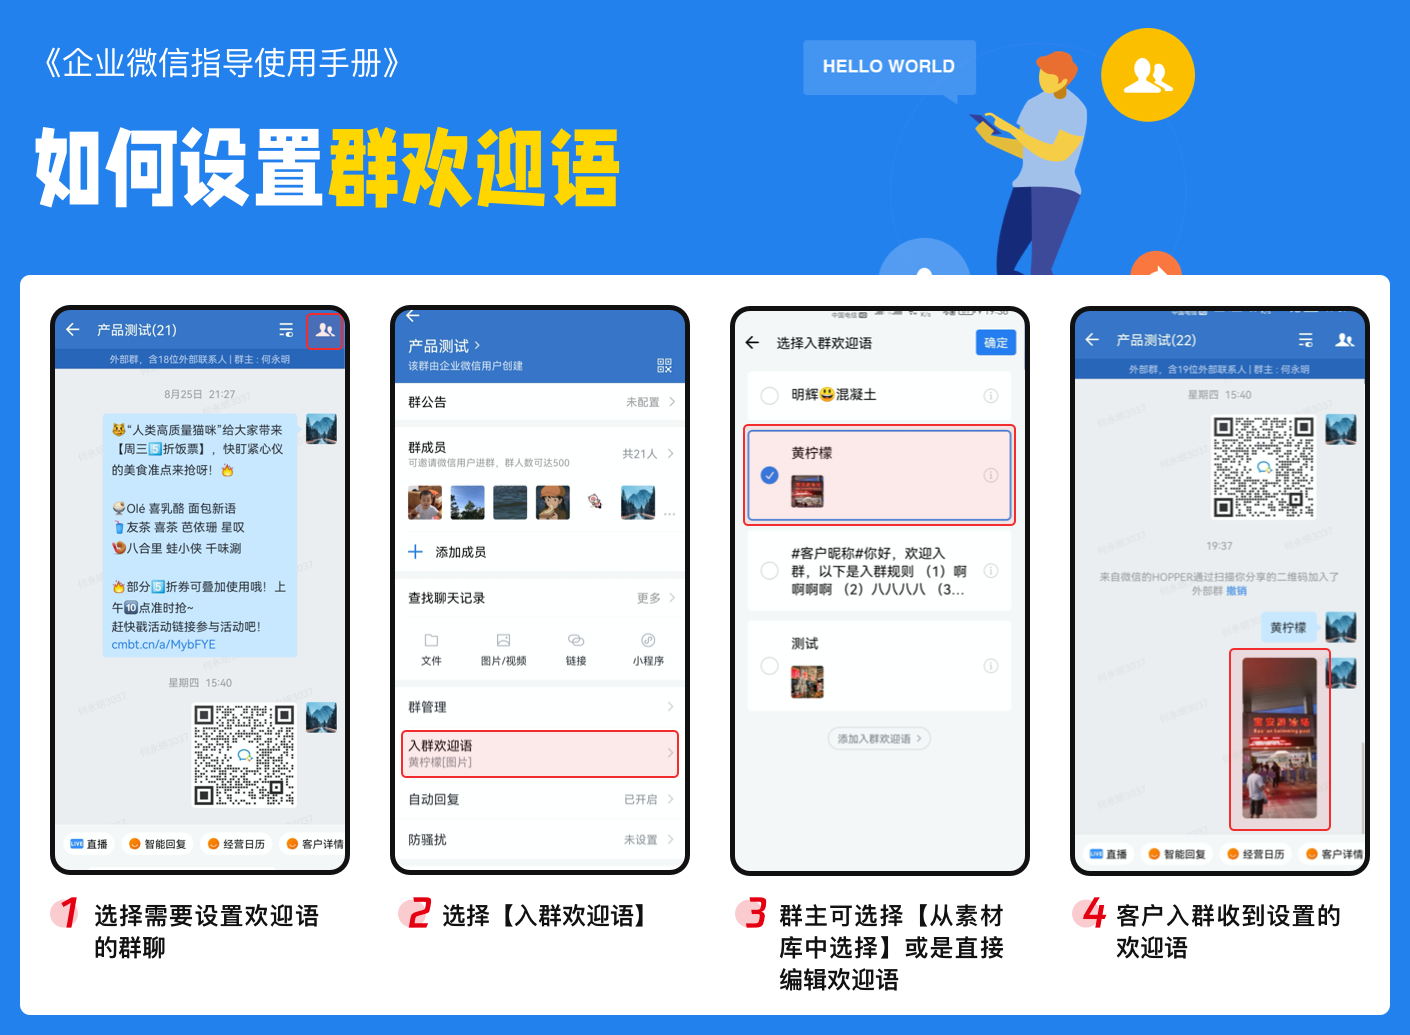 《企业微信指导使用手册》
如何设置群欢迎语
HELLO WORLD
产品测试(21)
外部群，含18位外部联系人 | 群主：何永明
8月25日 21:27
😼“人类高质量猫咪”给大家带来
【周三5️⃣折饭票】，快盯紧心仪
的美食准点来抢呀！🔥
🥘Olé 喜乳酪 面包新语
🥤友茶 喜茶 芭依珊 星叹
🍤八合里 蛙小侠 千味涮
🔥部分5️⃣折券可叠加使用哦！上
午🔟点准时抢~
赶快戳活动链接参与活动吧！
cmbt.cn/a/MybFYE
星期四 15:40
LIVE 直播
智能回复
经营日历
客户详情
1 选择需要设置欢迎语
的群聊
产品测试 >
该群由企业微信用户创建
群公告 未配置
群成员 共21人
可邀请微信用户进群，群人数可达500
...
添加成员
查找聊天记录 更多
文件 图片/视频 链接 小程序
群管理
入群欢迎语
黄柠檬[图片]
自动回复 已开启
防骚扰 未设置
2 选择【入群欢迎语】
选择入群欢迎语 确定
明辉😃混凝土
黄柠檬
#客户昵称#你好，欢迎入
群，以下是入群规则 （1）啊
啊啊啊 （2）八八八八 （3...
测试
添加入群欢迎语 >
3 群主可选择【从素材
库中选择】或是直接
编辑欢迎语
产品测试(22)
外部群，含19位外部联系人 | 群主：何永明
星期四 15:40
19:37
来自微信的HOPPER通过扫描你分享的二维码加入了
外部群 撤销
黄柠檬
宝安游泳场
LIVE 直播
智能回复
经营日历
客户详情
4 客户入群收到设置的
欢迎语